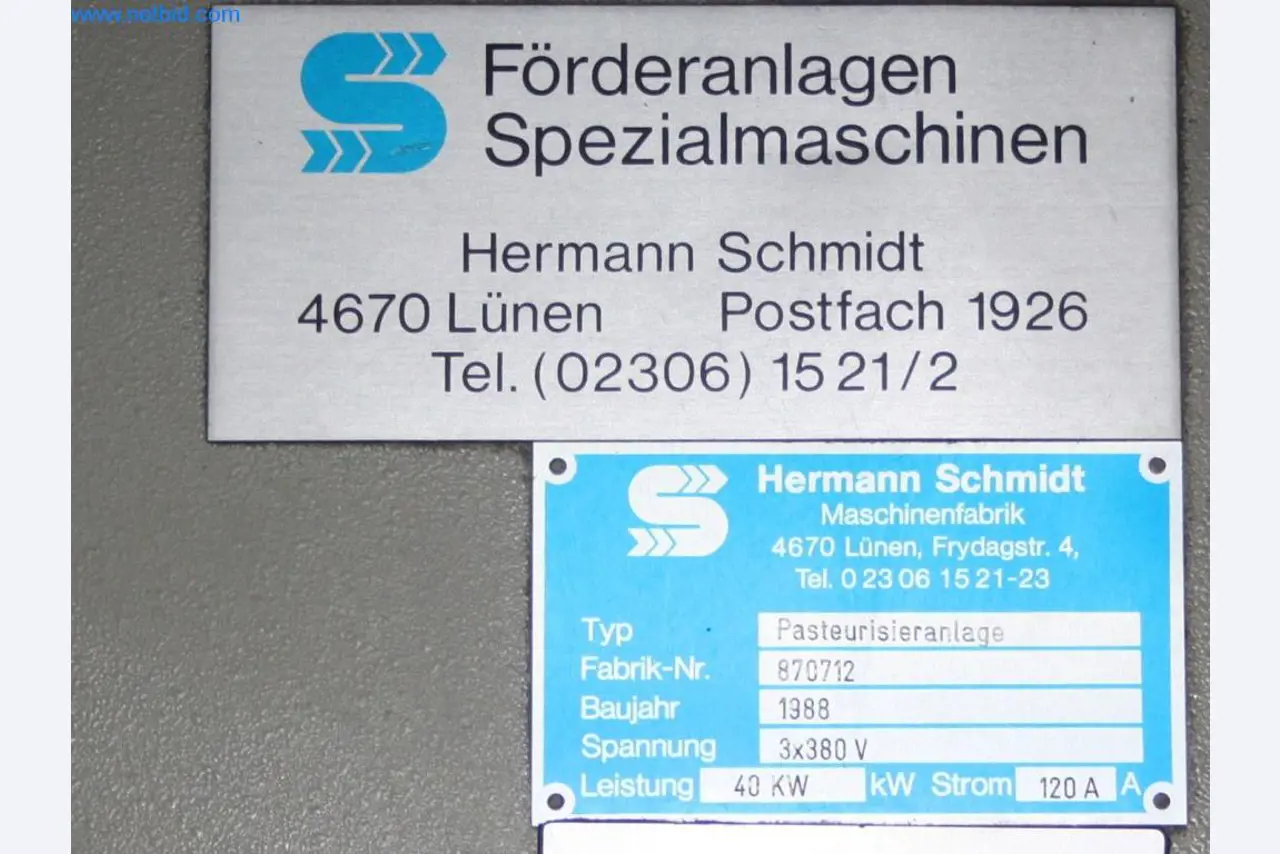 www.netbid.com
Förderanlagen
Spezialmaschinen
Hermann Schmidt
4670 Lünen Postfach 1926
Tel. (02306) 15 21/2
Hermann Schmidt
Maschinenfabrik
4670 Lünen, Frydagstr. 4,
Tel. 0 23 06 15 21-23
Typ Pasteurisieranlage
Fabrik-Nr. 870712
Baujahr 1988
Spannung 3x380 V
Leistung 40 KW kW Strom 120 A A